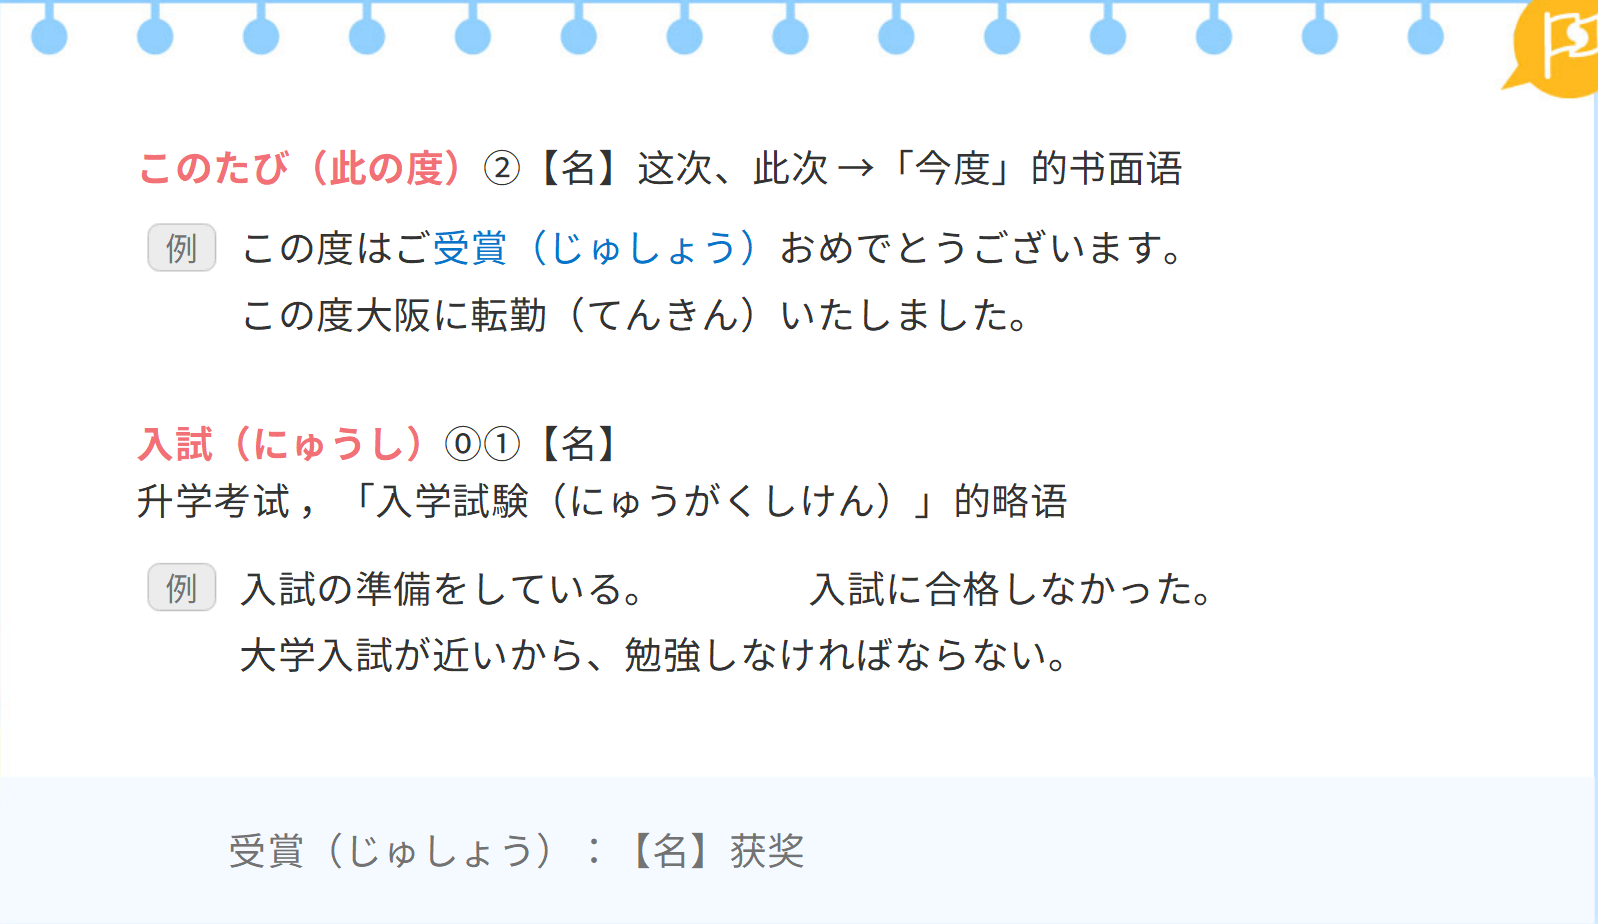 このたび（此の度）②【名】这次、此次→「今度」的书面语
例 この度はご受賞（じゅしょう）おめでとうございます。
この度大阪に転勤（てんきん）いたしました。
入試（にゅうし）⓪①【名】
升学考试，「入学試験（にゅうがくしけん）」的略语
例 入試の準備をしている。 入試に合格しなかった。
大学入試が近いから、勉強しなければならない。
受賞（じゅしょう）：【名】获奖